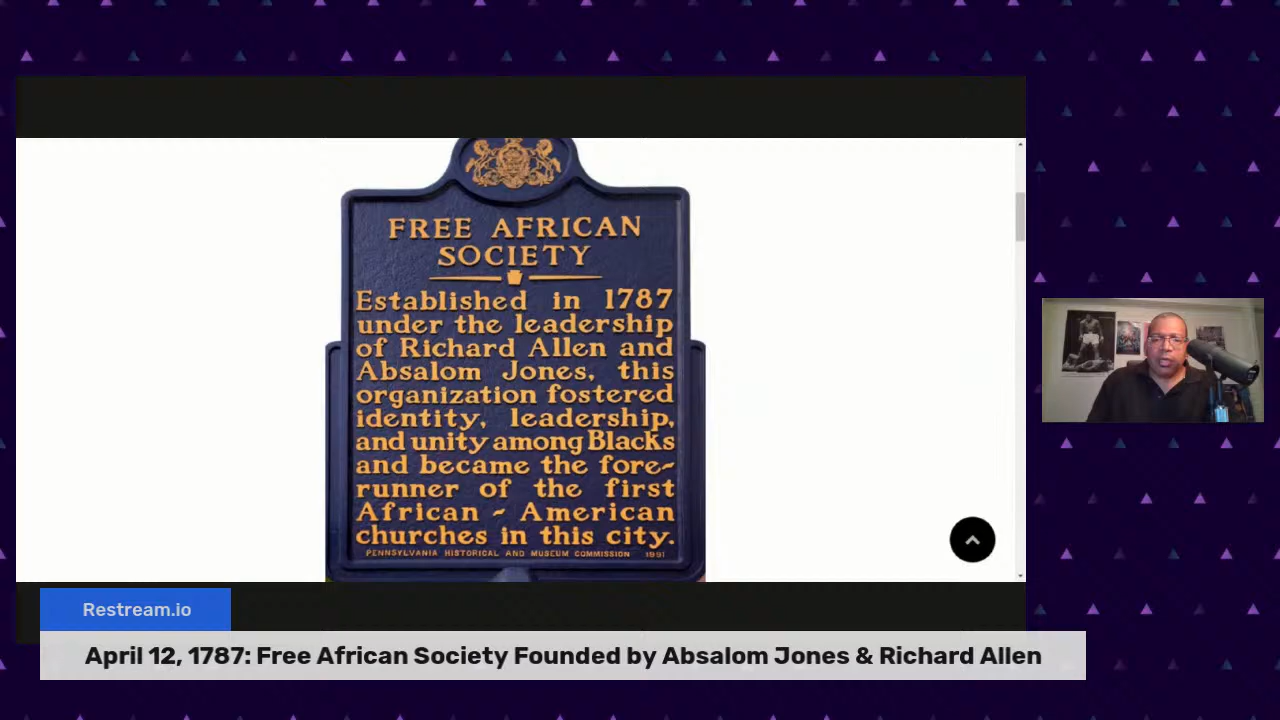 FREE AFRICAN
SOCIETY
Established in 1787
under the leadership
of Richard Allen and
Absalom Jones, this
organization fostered
identity, leadership,
and unity among Blacks
and became the fore-
runner of the first
African - American
churches in this city.
PENNSYLVANIA HISTORICAL AND MUSEUM COMMISSION 1991
Restream.io
April 12, 1787: Free African Society Founded by Absalom Jones & Richard Allen